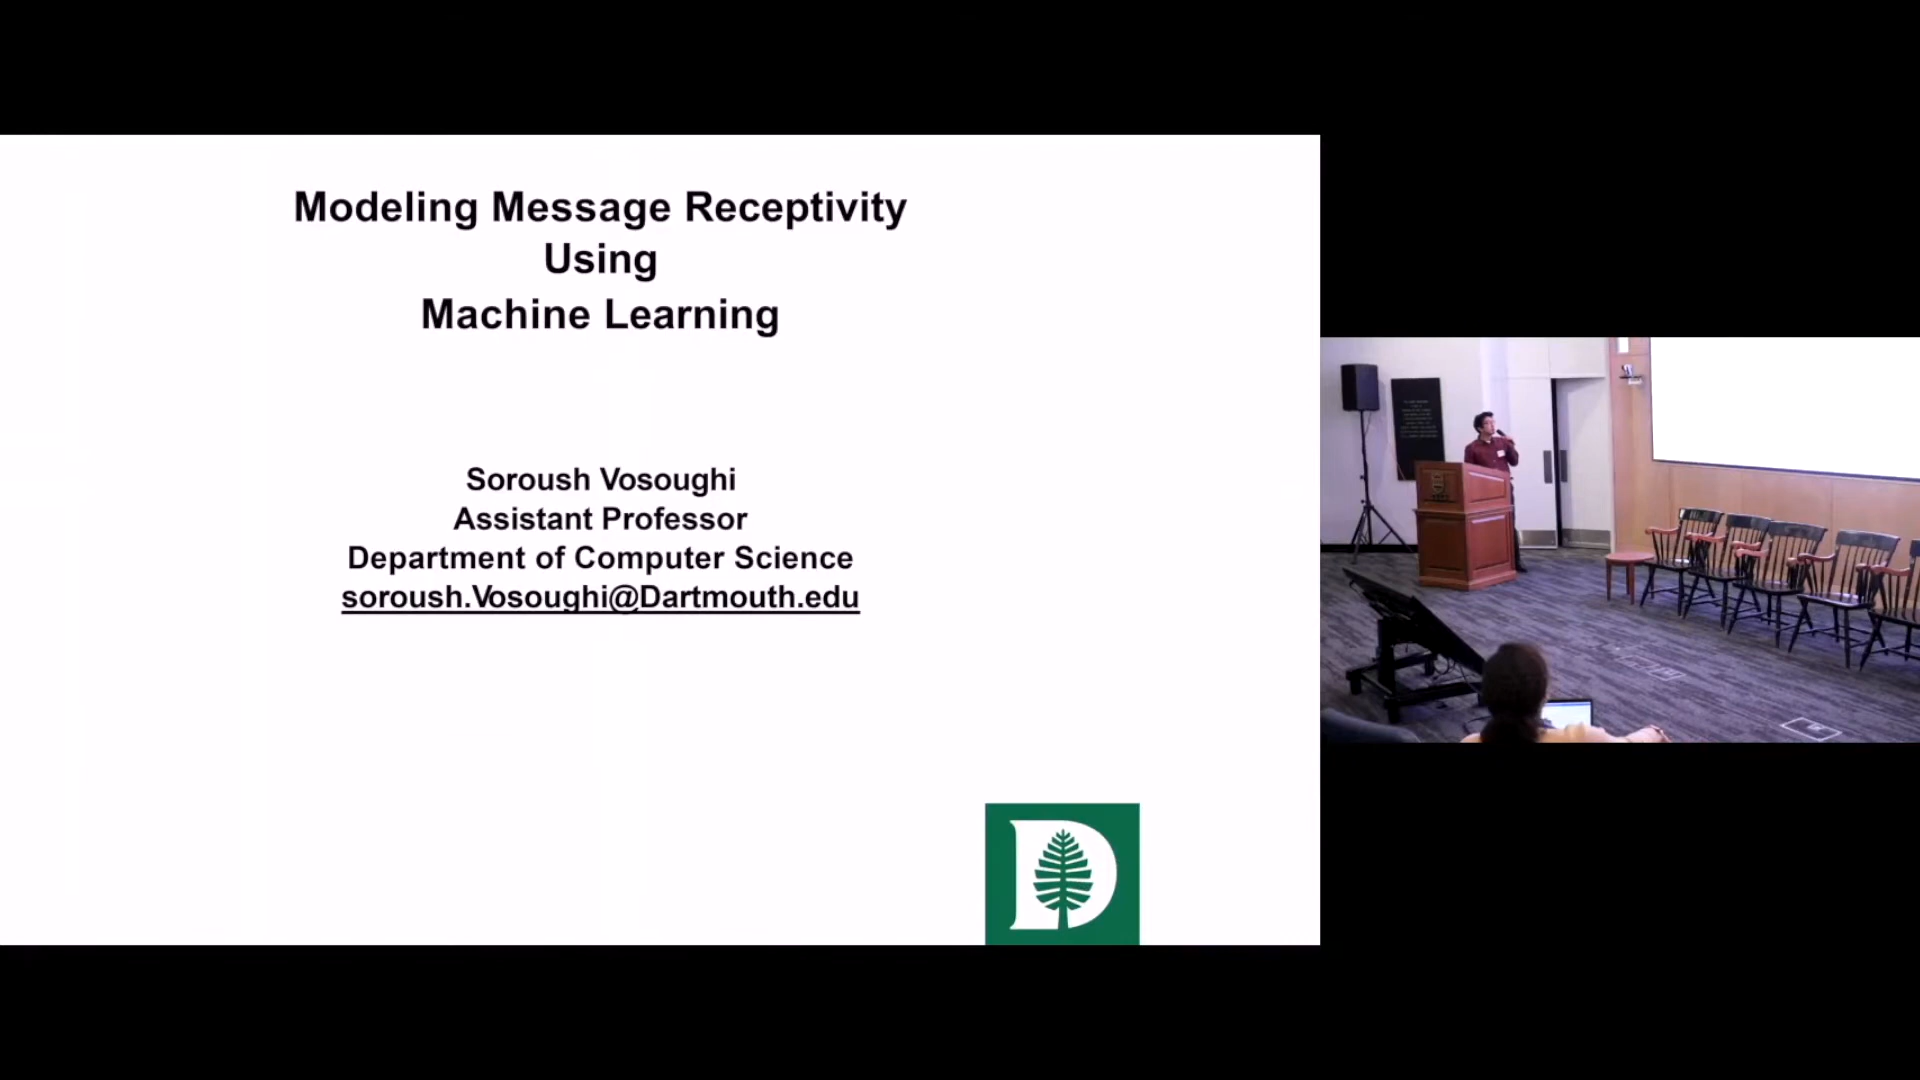 Modeling Message Receptivity
Using
Machine Learning
Soroush Vosoughi
Assistant Professor
Department of Computer Science
soroush.Vosoughi@Dartmouth.edu
D